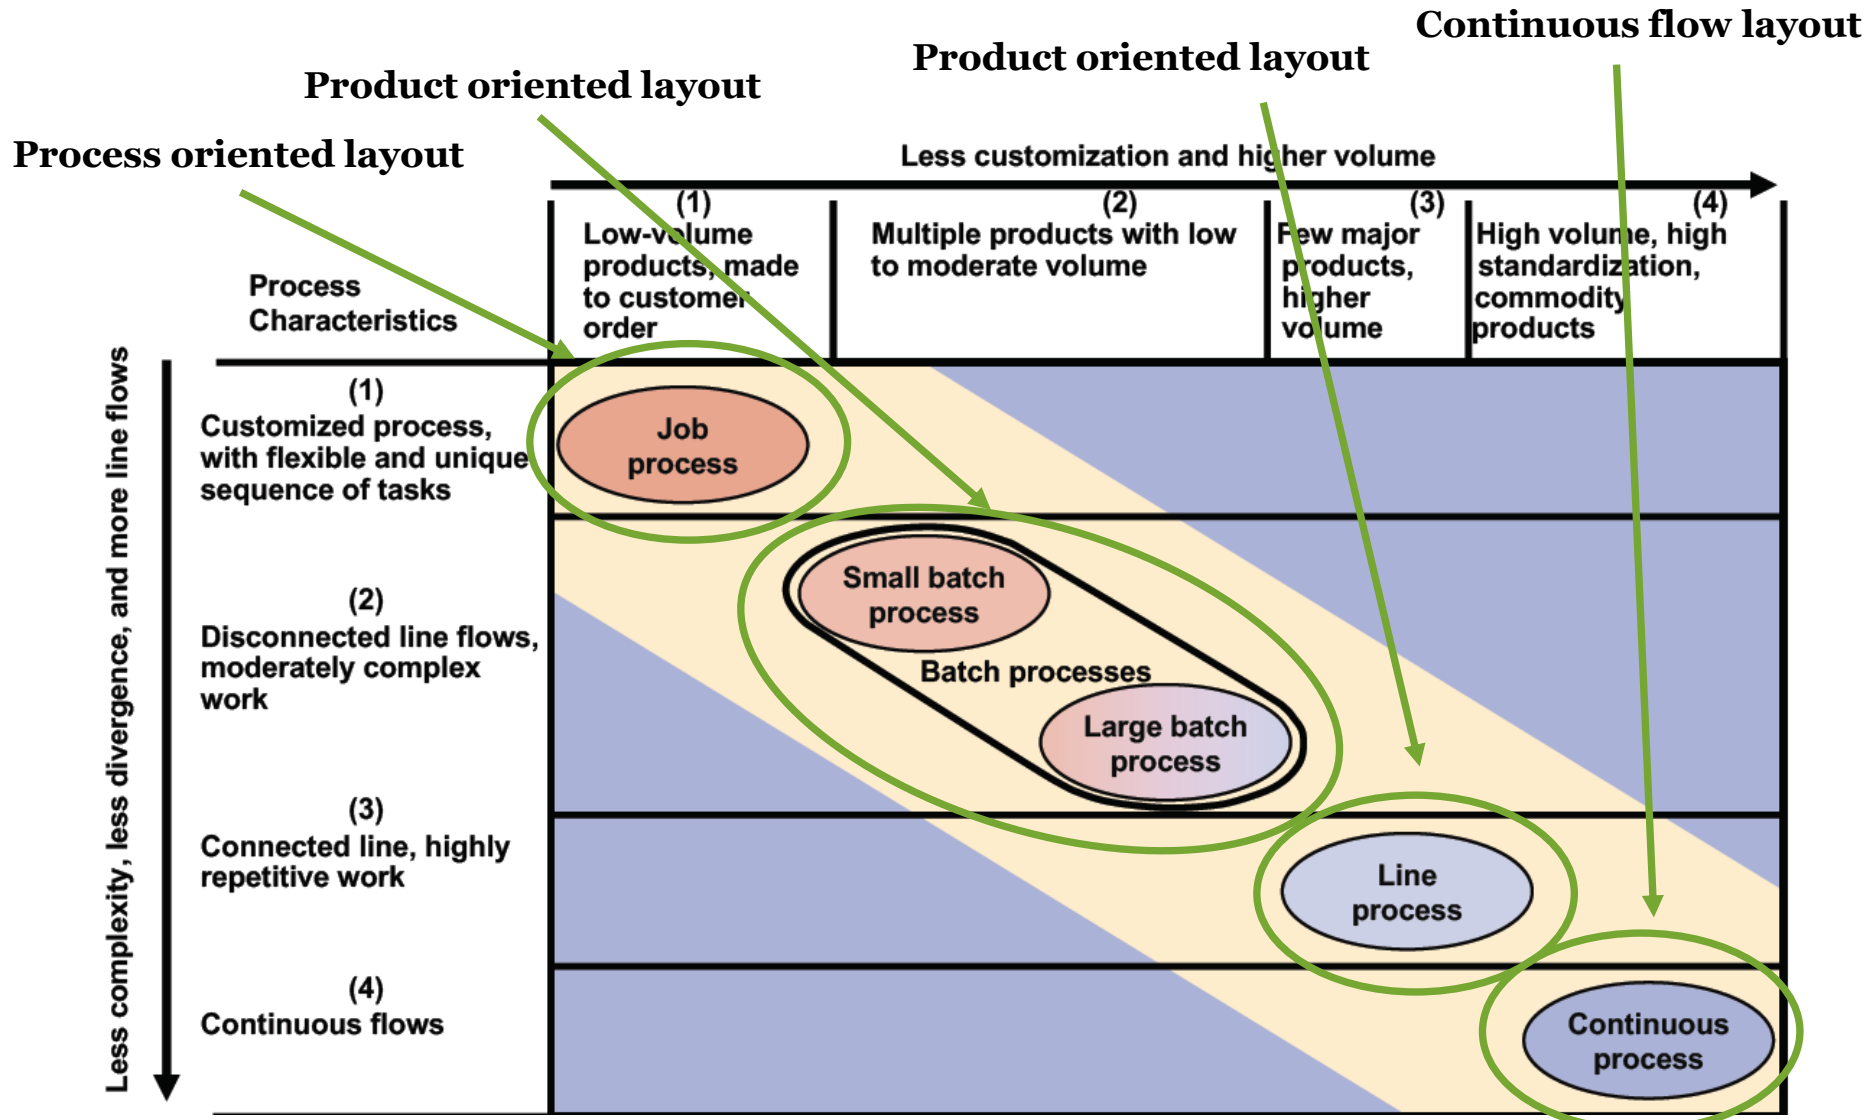 Continuous flow layout
Product oriented layout
Product oriented layout
Process oriented layout
Less customization and higher volume
(1)
Low-volume
products, made
to customer
order
(2)
Multiple products with low
to moderate volume
(3)
Few major
products,
higher
volume
(4)
High volume, high
standardization,
commodity
products
Process
Characteristics
Less complexity, less divergence, and more line flows
(1)
Customized process,
with flexible and unique
sequence of tasks
Job
process
(2)
Disconnected line flows,
moderately complex
work
Small batch
process
Batch processes
Large batch
process
(3)
Connected line, highly
repetitive work
Line
process
(4)
Continuous flows
Continuous
process